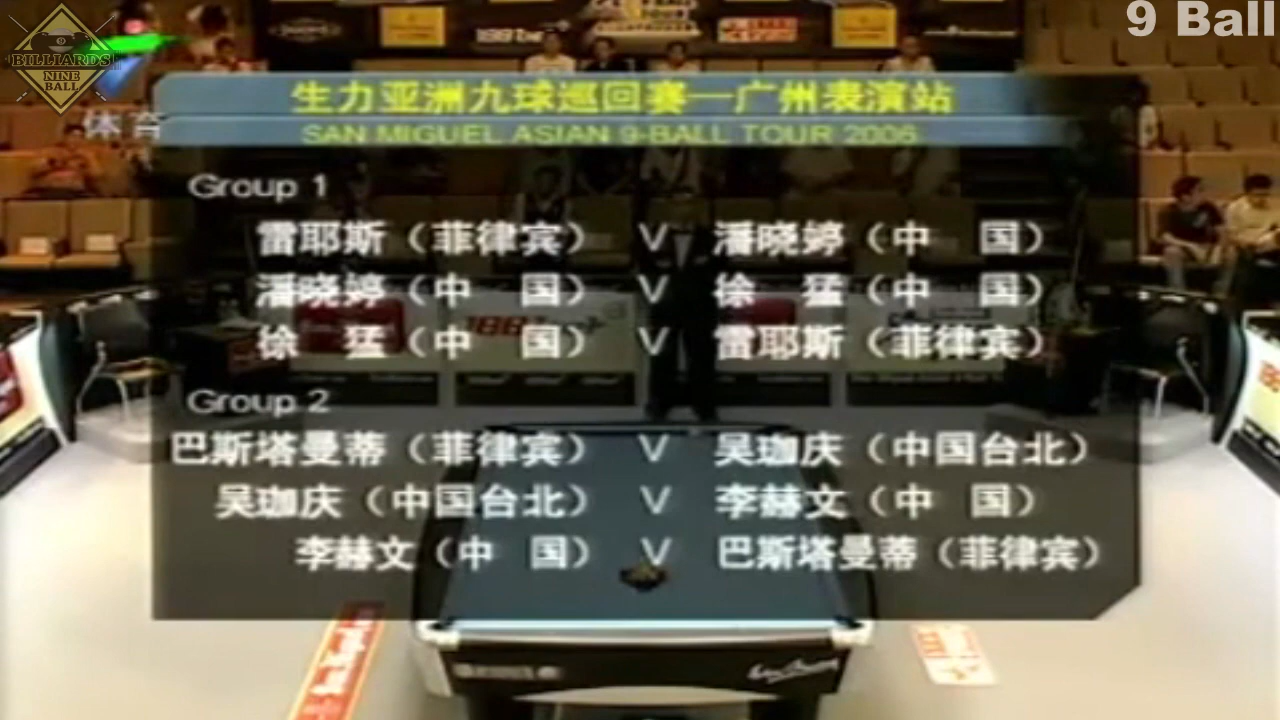 9 Ball
BILLIARDS
NINE
BALL
体育
生力亚洲九球巡回赛—广州表演站
SAN MIGUEL ASIAN 9-BALL TOUR 2006
Group 1
雷耶斯（菲律宾） V 潘晓婷（中 国）
潘晓婷（中 国） V 徐 猛（中 国）
徐 猛（中 国） V 雷耶斯（菲律宾）
Group 2
巴斯塔曼蒂（菲律宾） V 吴珈庆（中国台北）
吴珈庆（中国台北） V 李赫文（中 国）
李赫文（中 国） V 巴斯塔曼蒂（菲律宾）